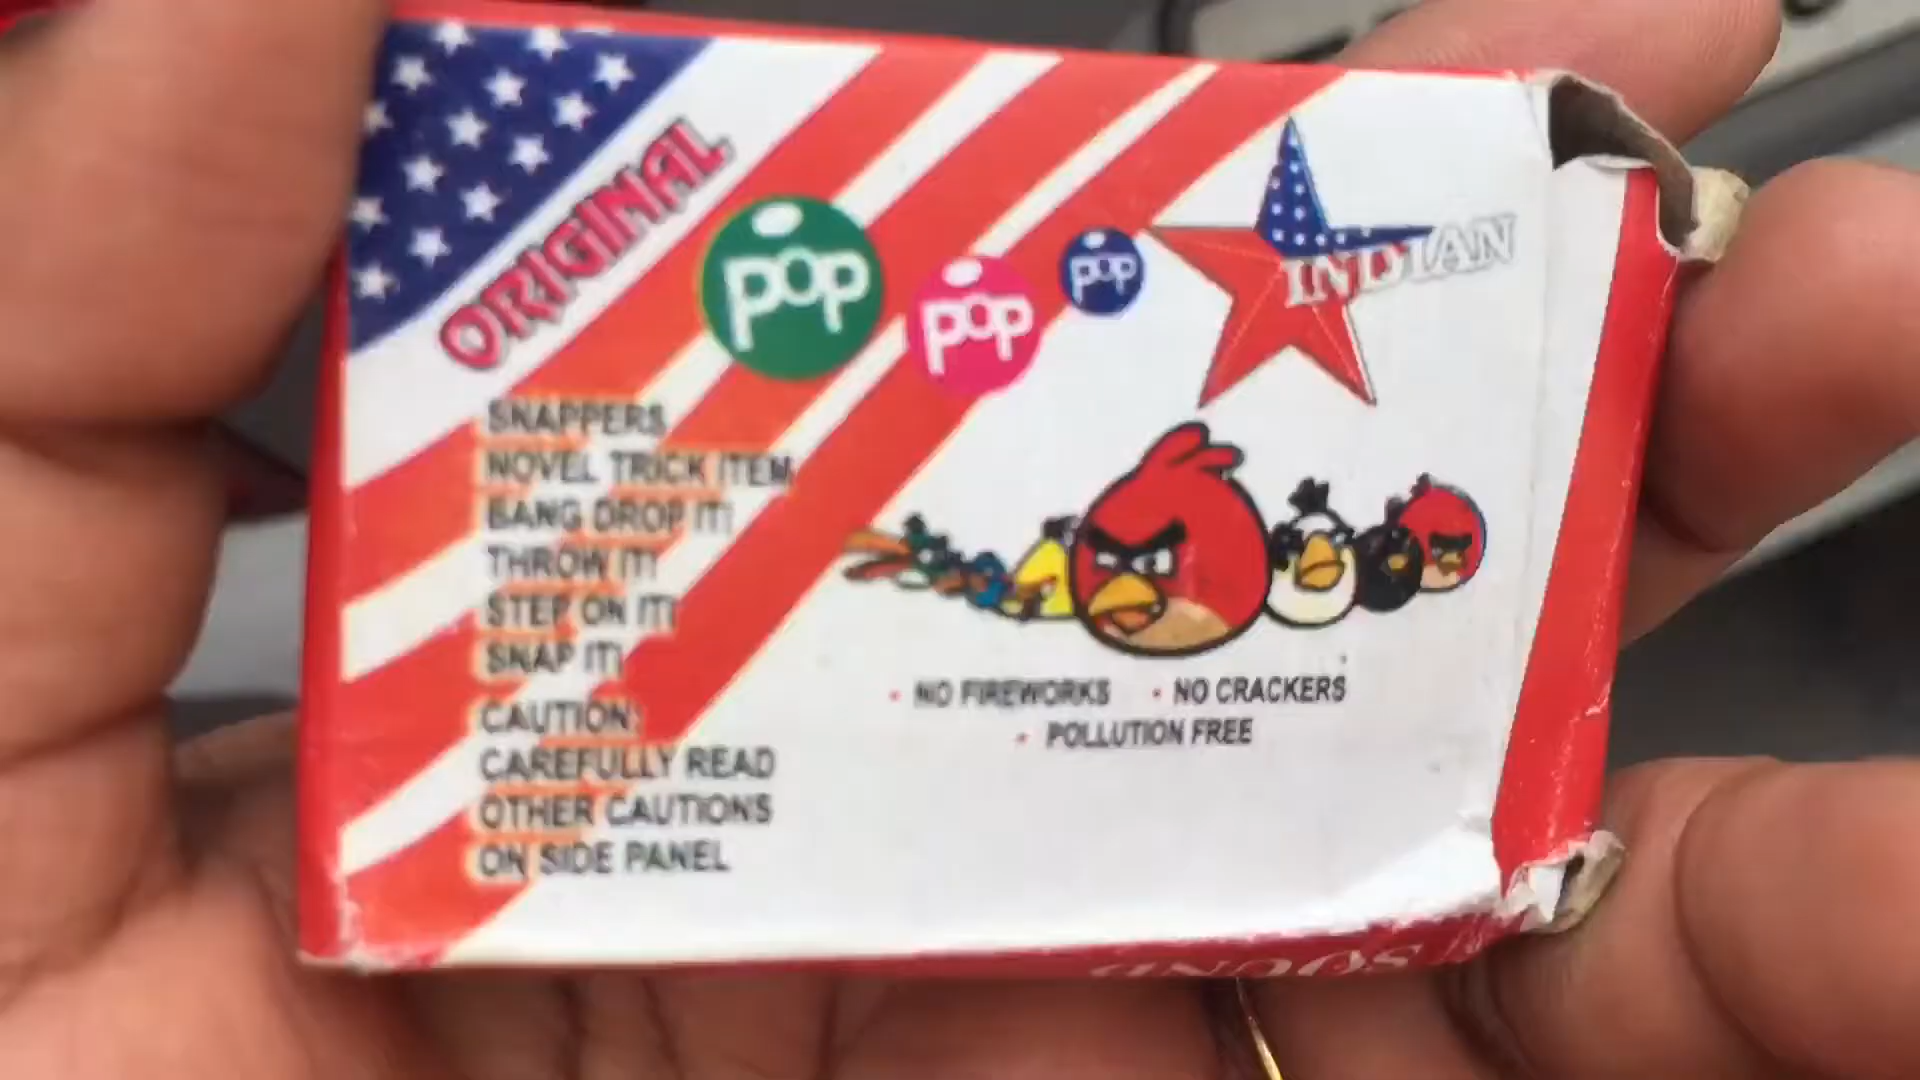 ORIGINAL
pop
pop
pop
INDIAN
SNAPPERS
NOVEL TRICK ITEM
BANG DROP IT!
THROW IT!
STEP ON IT!
SNAP IT!
CAUTION:
CAREFULLY READ
OTHER CAUTIONS
ON SIDE PANEL
• NO FIREWORKS • NO CRACKERS
• POLLUTION FREE
SOUND